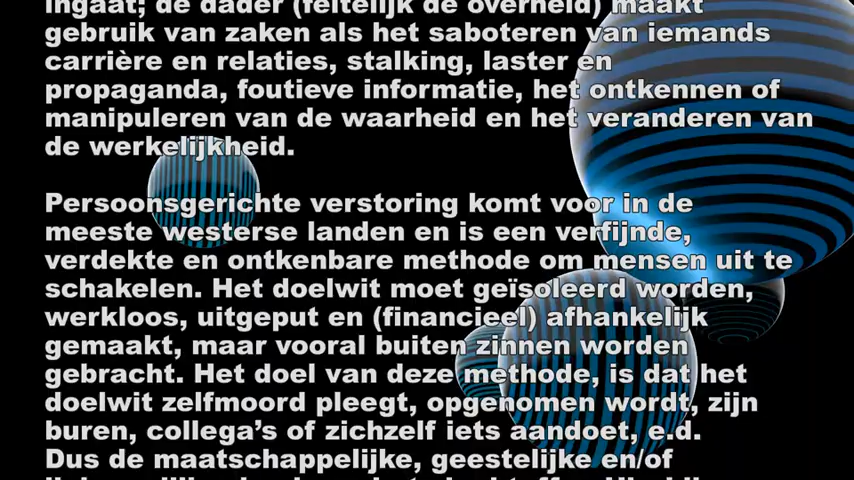 ingaat; de dader (feitelijk de overheid) maakt
gebruik van zaken als het saboteren van iemands
carrière en relaties, stalking, laster en
propaganda, foutieve informatie, het ontkennen of
manipuleren van de waarheid en het veranderen van
de werkelijkheid.
Persoonsgerichte verstoring komt voor in de
meeste westerse landen en is een verfijnde,
verdekte en ontkenbare methode om mensen uit te
schakelen. Het doelwit moet geïsoleerd worden,
werkloos, uitgeput en (financieel) afhankelijk
gemaakt, maar vooral buiten zinnen worden
gebracht. Het doel van deze methode, is dat het
doelwit zelfmoord pleegt, opgenomen wordt, zijn
buren, collega's of zichzelf iets aandoet, e.d.
Dus de maatschappelijke, geestelijke en/of